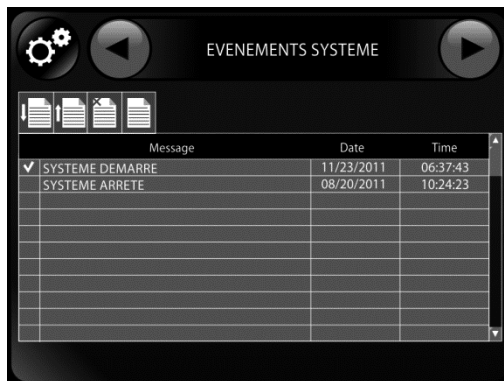 EVENEMENTS SYSTEME
Message Date Time
SYSTEME DEMARRE 11/23/2011 06:37:43
SYSTEME ARRETE 08/20/2011 10:24:23